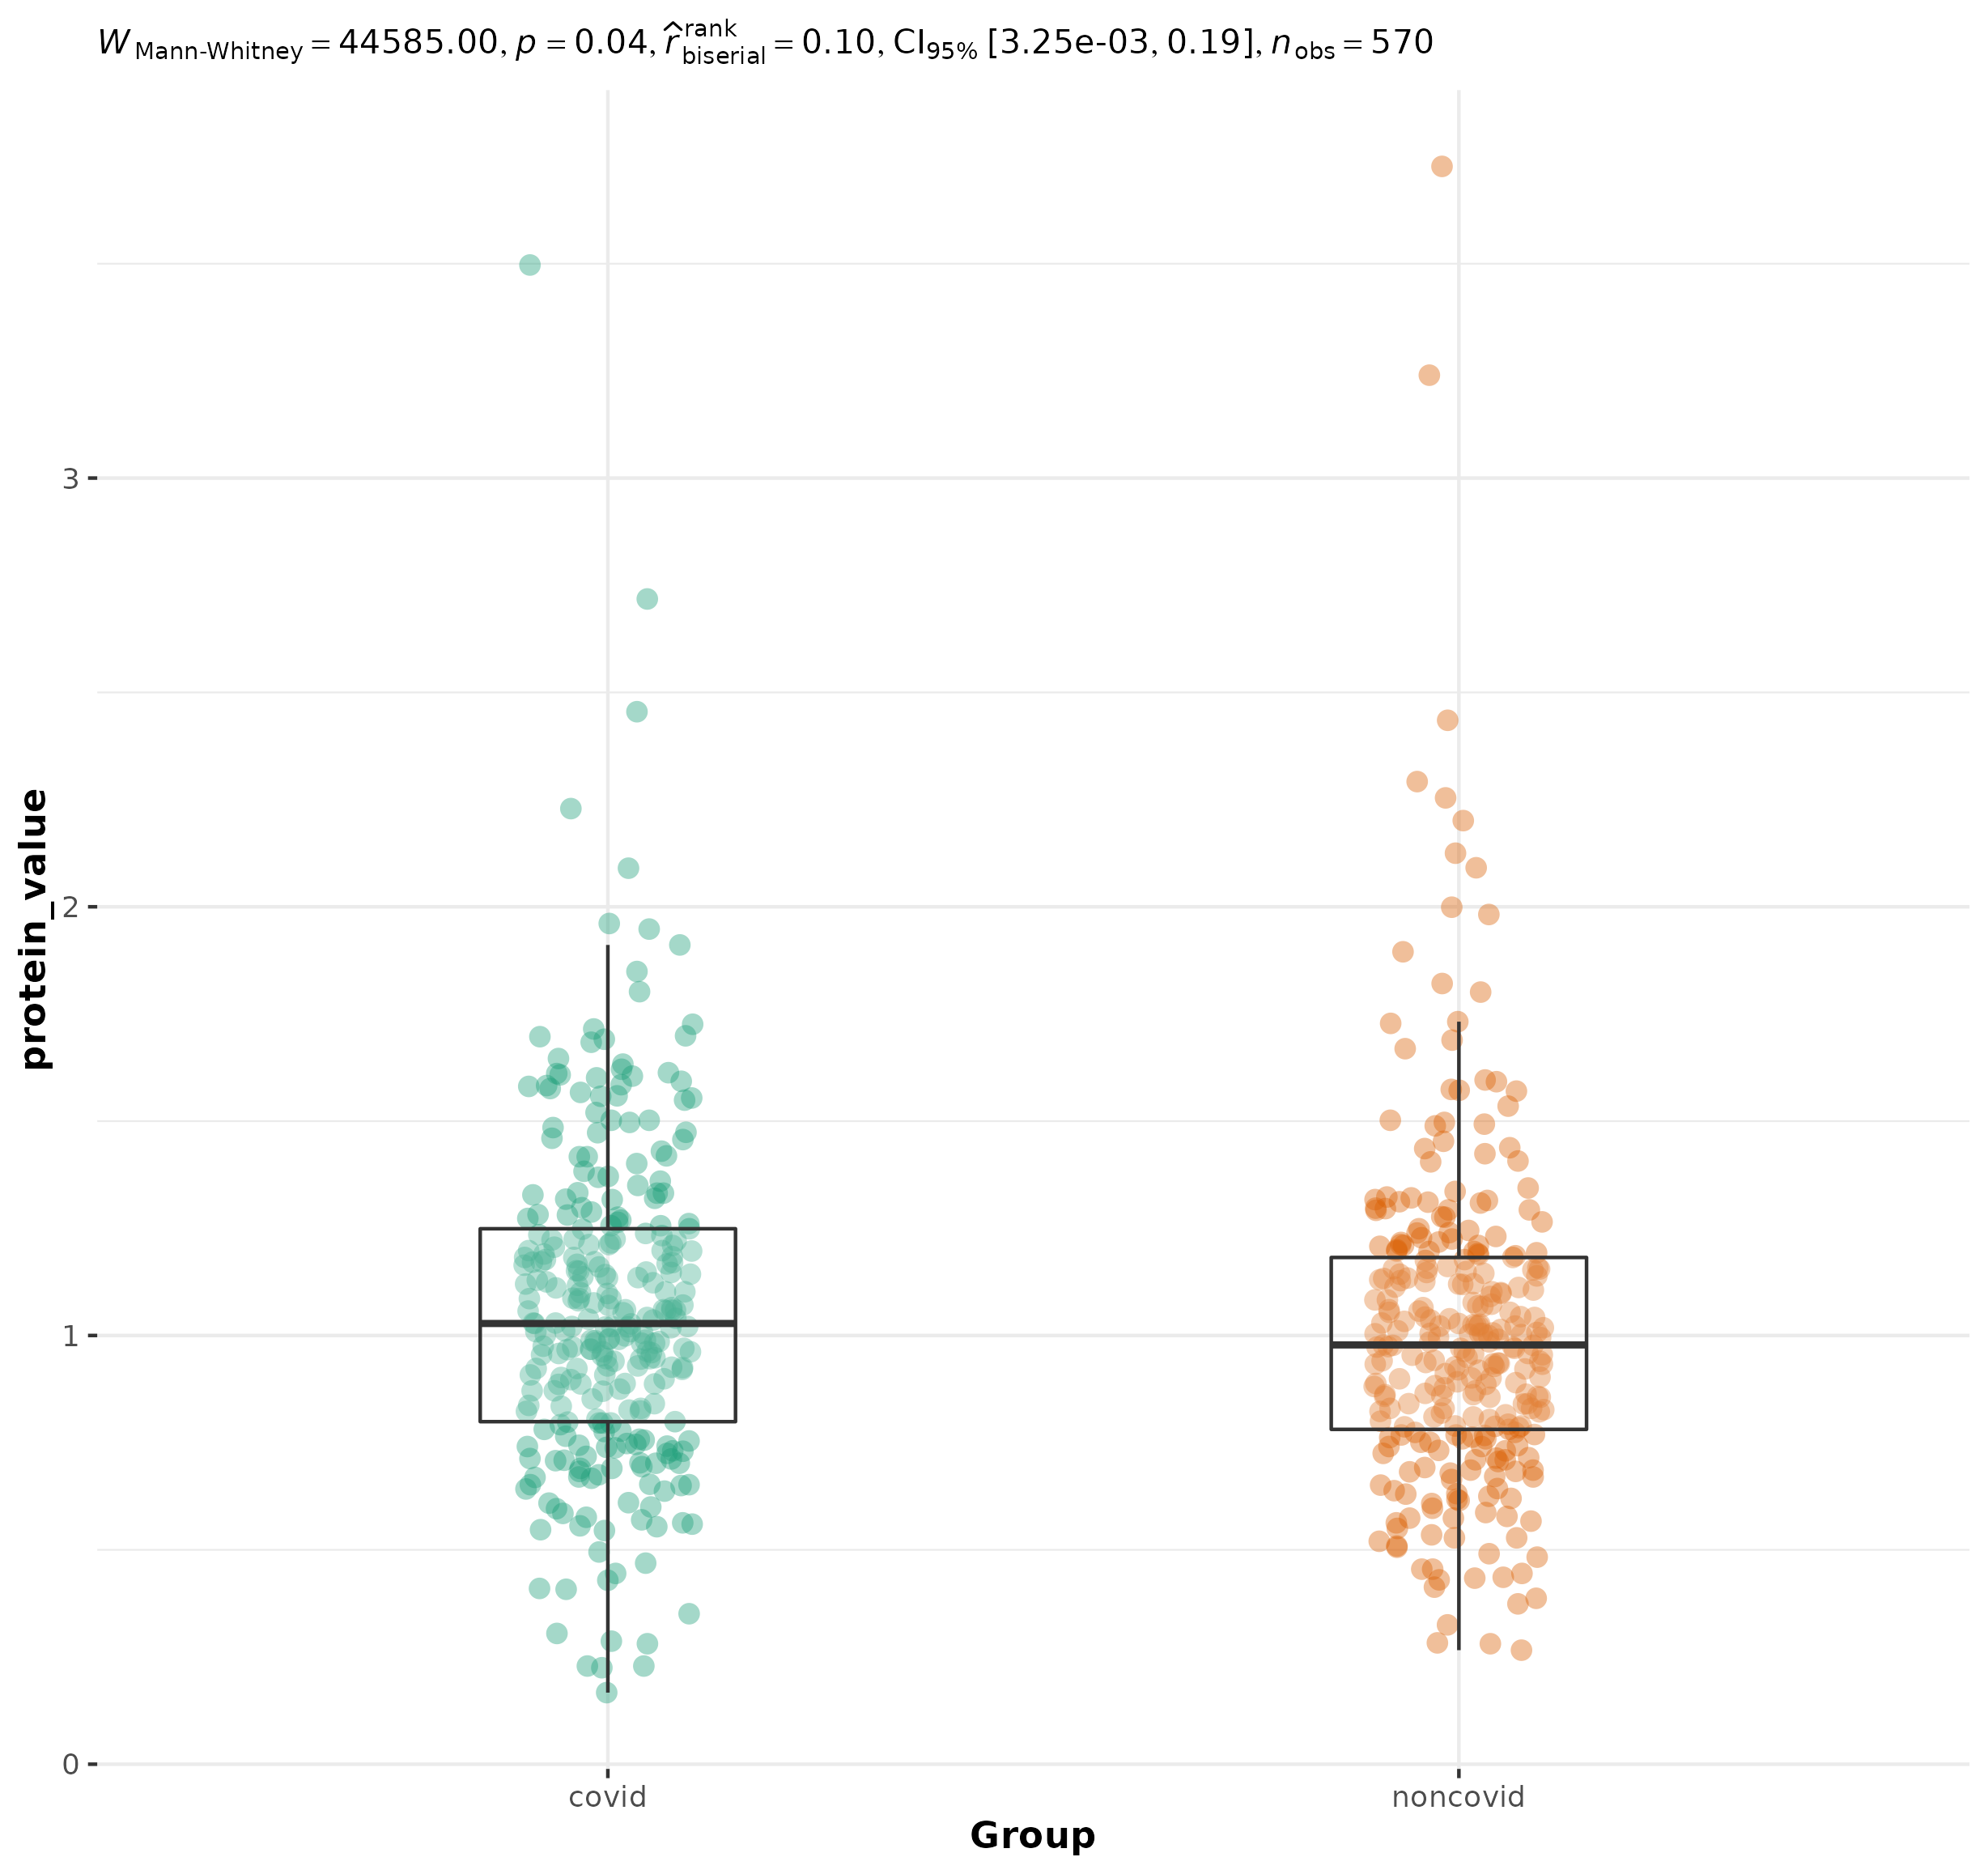 W Mann-Whitney = 44585.00, p = 0.04, r̂ rank biserial = 0.10, CI95% [3.25e-03, 0.19], nobs = 570
protein_value
3
2
1
0
covid noncovid
Group